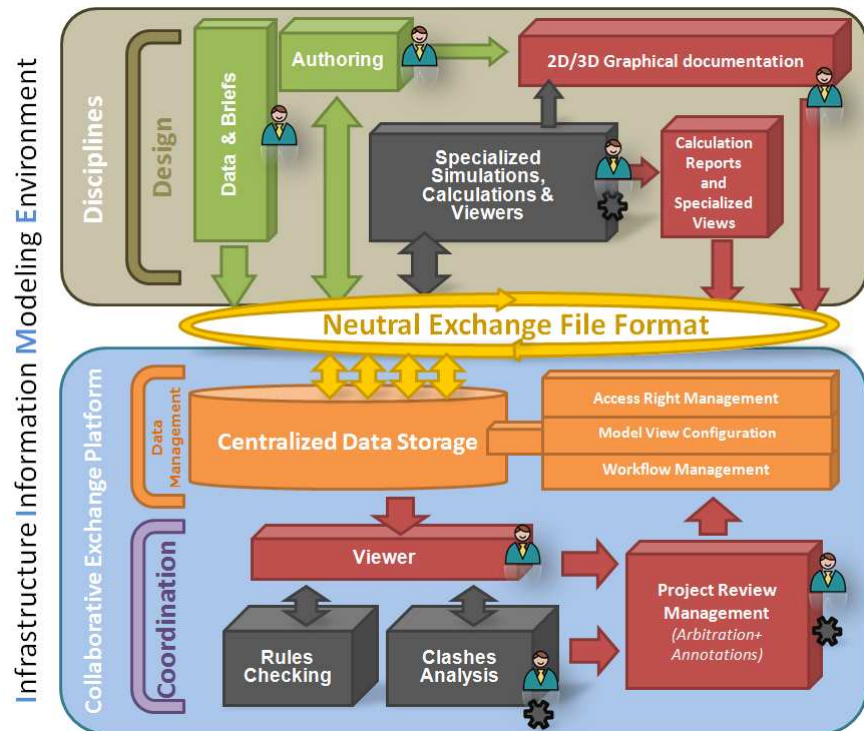 Infrastructure Information Modeling Environment
Disciplines
Design
Data & Briefs
Authoring
2D/3D Graphical documentation
Specialized
Simulations,
Calculations &
Viewers
Calculation
Reports
and
Specialized
Views
Neutral Exchange File Format
Collaborative Exchange Platform
Data
Management
Centralized Data Storage
Access Right Management
Model View Configuration
Workflow Management
Coordination
Viewer
Rules
Checking
Clashes
Analysis
Project Review
Management
(Arbitration+
Annotations)